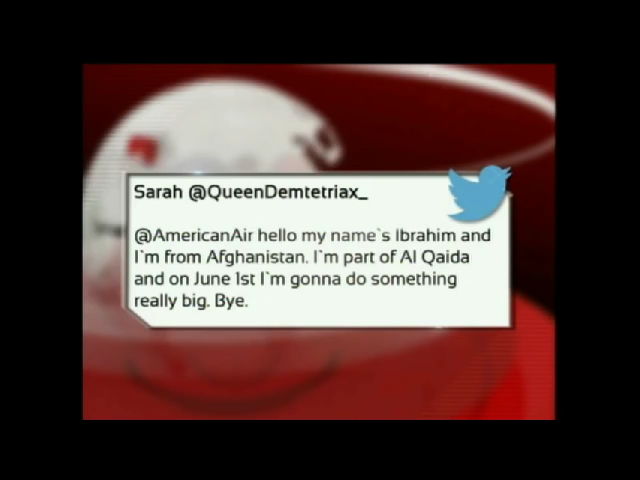 Sarah @QueenDemtetriax_
@AmericanAir hello my name`s Ibrahim and
I`m from Afghanistan. I`m part of Al Qaida
and on June 1st I`m gonna do something
really big. Bye.